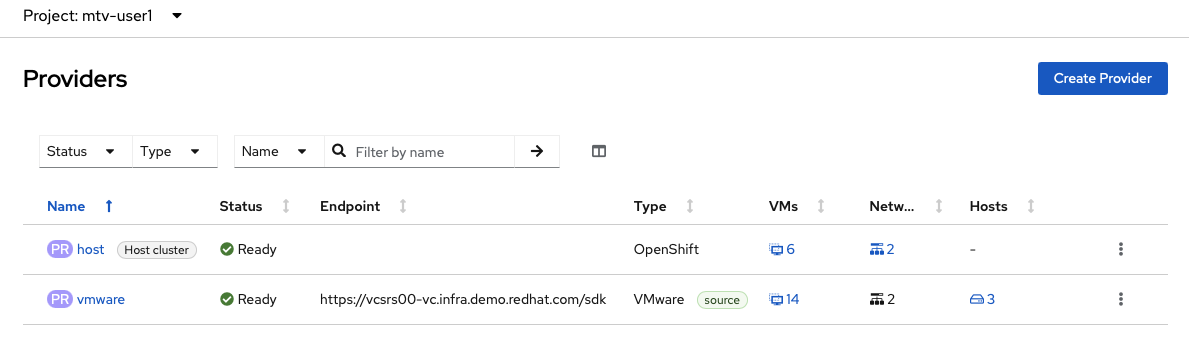 Project: mtv-user1
Providers
Create Provider
Status Type Name Filter by name
Name Status Endpoint Type VMs Netw... Hosts
PR host Host cluster Ready OpenShift 6 2 -
PR vmware Ready https://vcsrs00-vc.infra.demo.redhat.com/sdk VMware source 14 2 3